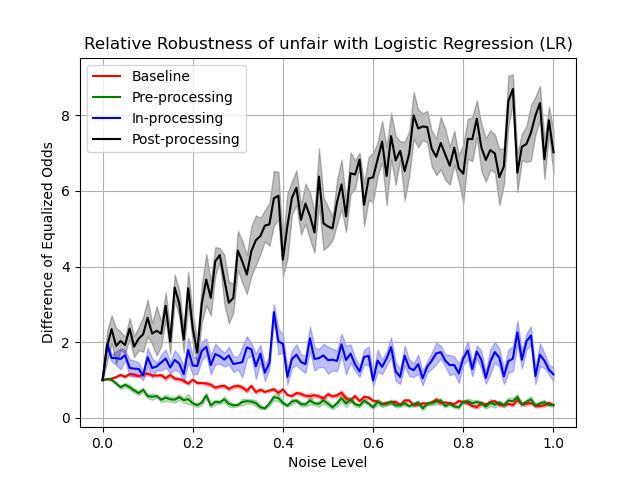 Relative Robustness of unfair with Logistic Regression (LR)
Baseline
Pre-processing
In-processing
Post-processing
Difference of Equalized Odds
8
6
4
2
0
0.0 0.2 0.4 0.6 0.8 1.0
Noise Level